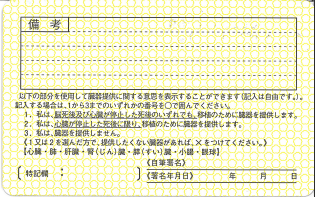 備考
以下の部分を使用して臓器提供に関する意思を表示することができます(記入は自由です。)。
記入する場合は、1から3までのいずれかの番号を〇で囲んでください。
1. 私は、脳死後及び心臓が停止した死後のいずれでも、移植のために臓器を提供します。
2. 私は、心臓が停止した死後に限り、移植のために臓器を提供します。
3. 私は、臓器を提供しません。
《1又は2を選んだ方で、提供したくない臓器があれば、×をつけてください。》
【心臓・肺・肝臓・腎(じん)臓・膵(すい)臓・小腸・眼球】
〔特記欄: 〕
《自筆署名》
《署名年月日》 年 月 日